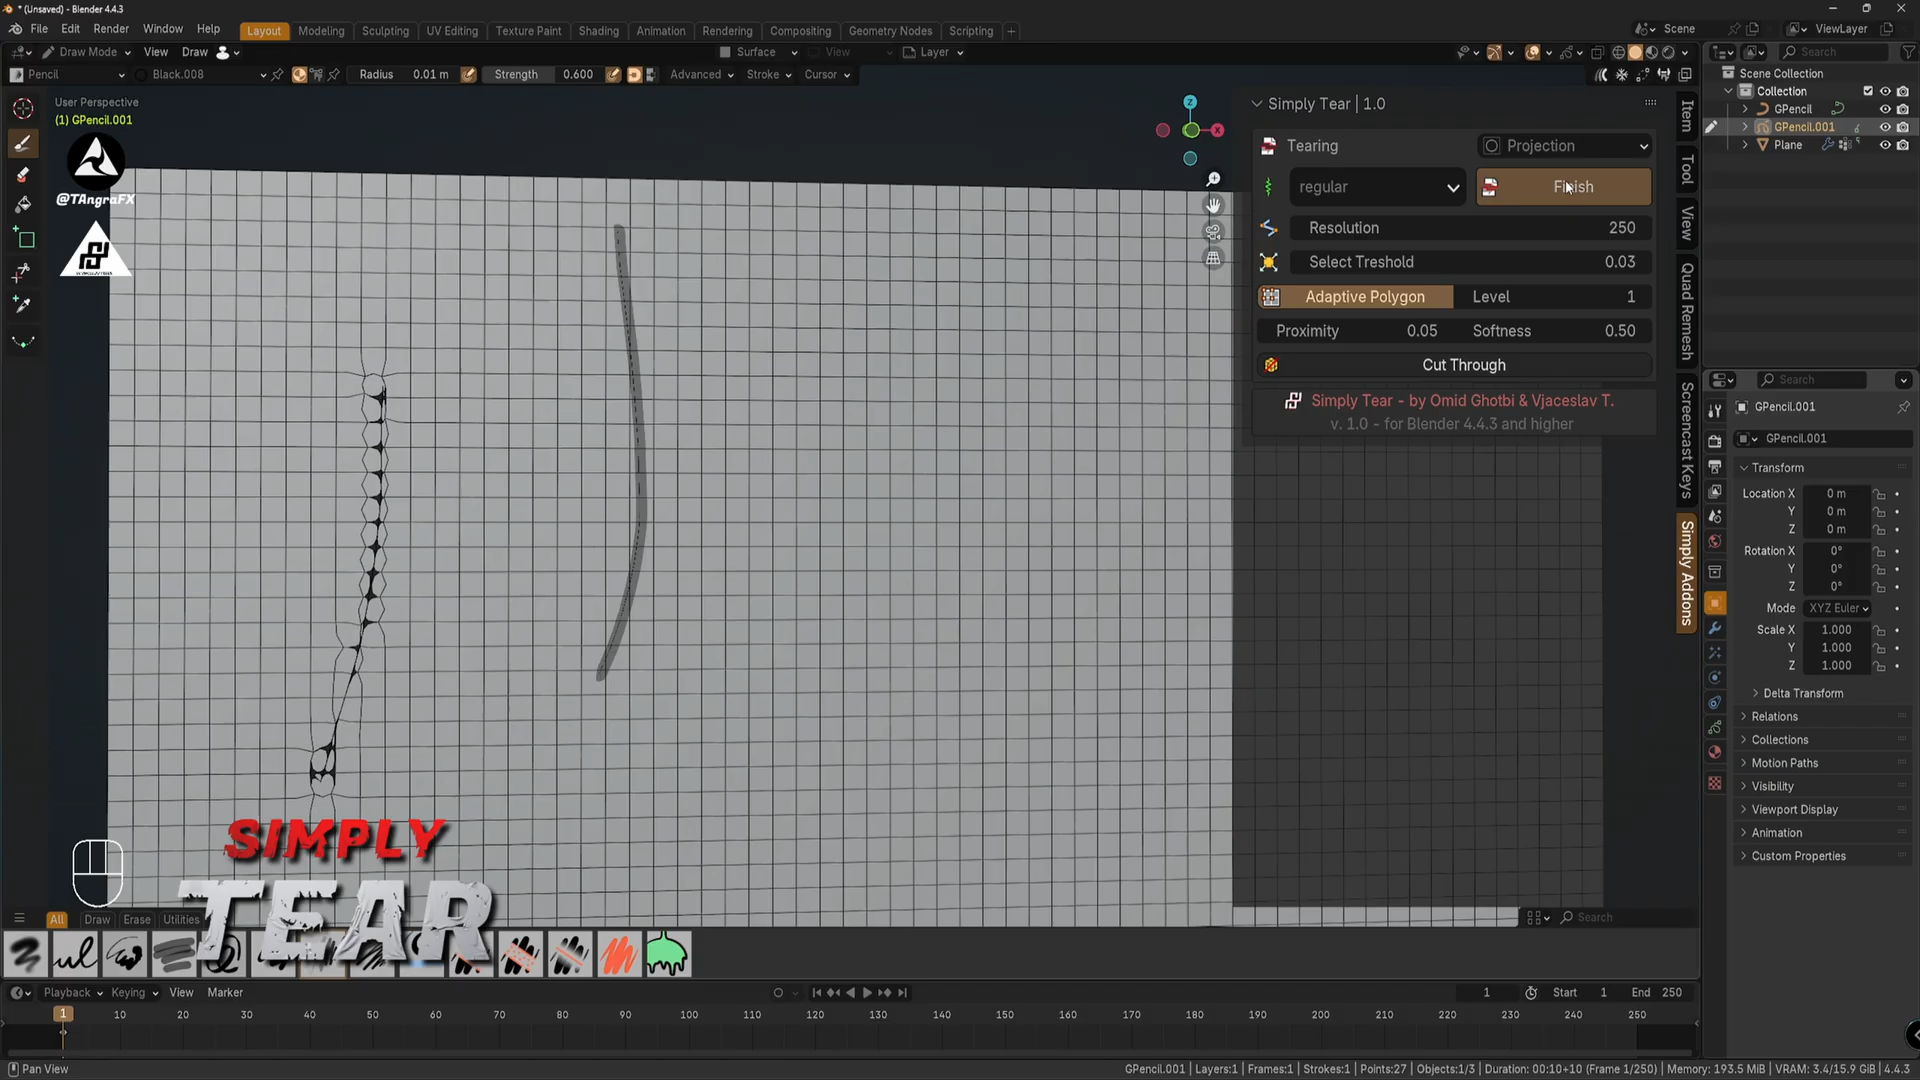 * (Unsaved) - Blender 4.4.3
File Edit Render Window Help
Layout Modeling Sculpting UV Editing Texture Paint Shading Animation Rendering Compositing Geometry Nodes Scripting +
Scene
ViewLayer
Draw Mode View Draw
Surface View Layer
Search
Pencil Black.008 Radius 0.01 m Strength 0.600 Advanced Stroke Cursor
Scene Collection
Collection
GPencil
GPencil.001
Plane
User Perspective
(1) GPencil.001
@TAngraFX
Z
X
Simply Tear | 1.0
Tearing Projection
regular Finish
Resolution 250
Select Treshold 0.03
Adaptive Polygon Level 1
Proximity 0.05 Softness 0.50
Cut Through
Simply Tear - by Omid Ghotbi & Vjaceslav T.
v. 1.0 - for Blender 4.4.3 and higher
Item
Tool
View
Quad Remesh
Screencast Keys
Simply Addons
Search
GPencil.001
GPencil.001
Transform
Location X 0 m
Y 0 m
Z 0 m
Rotation X 0°
Y 0°
Z 0°
Mode XYZ Euler
Scale X 1.000
Y 1.000
Z 1.000
Delta Transform
Relations
Collections
Motion Paths
Visibility
Viewport Display
Animation
Custom Properties
SIMPLY
TEAR
All Draw Erase Utilities
Search
Playback Keying View Marker
1 Start 1 End 250
1 10 20 30 40 50 60 70 80 90 100 110 120 130 140 150 160 170 180 190 200 210 220 230 240 250
Pan View
GPencil.001 | Layers:1 | Frames:1 | Strokes:1 | Points:27 | Objects:1/3 | Duration: 00:10+10 (Frame 1/250) | Memory: 193.5 MiB | VRAM: 3.4/15.9 GiB | 4.4.3